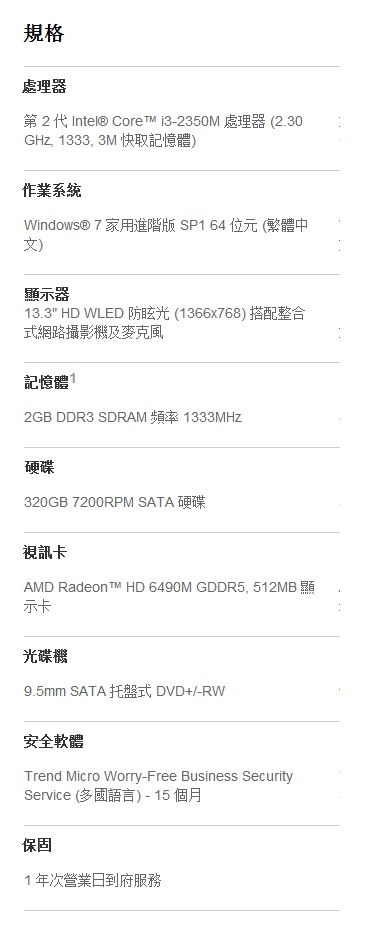 規格
處理器
第 2 代 Intel® Core™ i3-2350M 處理器 (2.30
GHz, 1333, 3M 快取記憶體)
作業系統
Windows® 7 家用進階版 SP1 64 位元 (繁體中
文)
顯示器
13.3" HD WLED 防眩光 (1366x768) 搭配整合
式網路攝影機及麥克風
記憶體1
2GB DDR3 SDRAM 頻率 1333MHz
硬碟
320GB 7200RPM SATA 硬碟
視訊卡
AMD Radeon™ HD 6490M GDDR5, 512MB 顯
示卡
光碟機
9.5mm SATA 托盤式 DVD+/-RW
安全軟體
Trend Micro Worry-Free Business Security
Service (多國語言) - 15 個月
保固
1 年次營業日到府服務